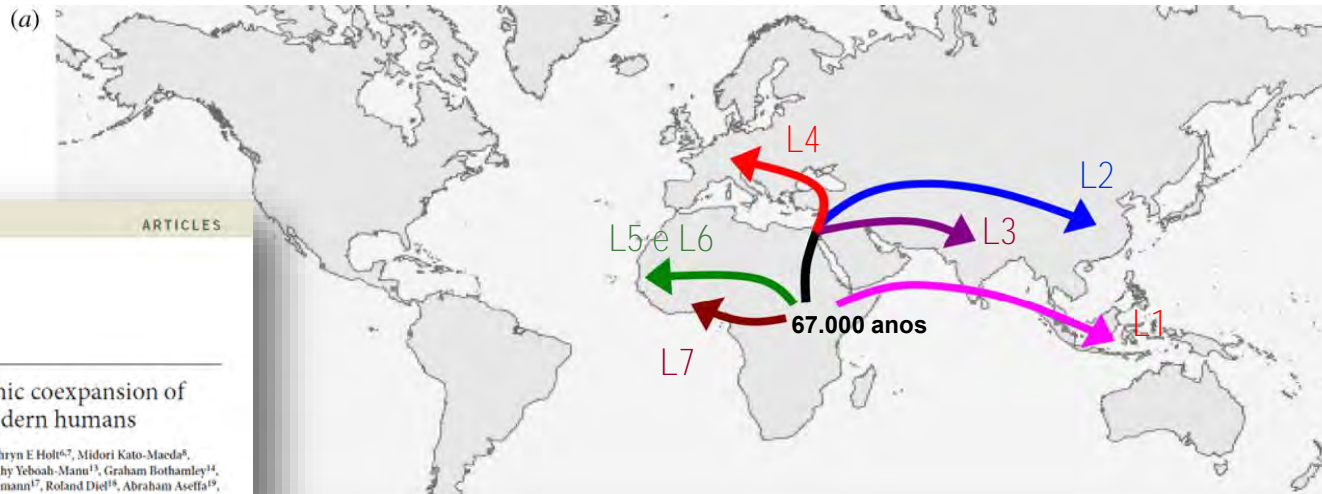 (a)
L4
L2
L5 e L6
L3
67.000 anos
L1
L7
ARTICLES
nic coexpansion of
dern humans
hryn E Holt6,7, Midori Kato-Maeda8,
hy Yeboah-Manu13, Graham Bothamley14,
mann17, Roland Diel18, Abraham Aseffa19,